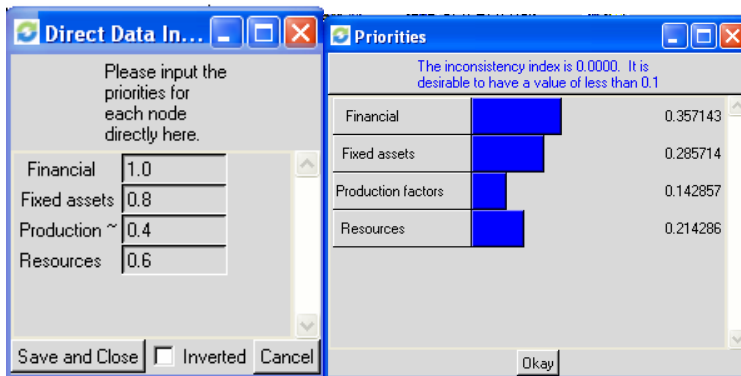 Direct Data In...
Please input the
priorities for
each node
directly here.
Financial 1.0
Fixed assets 0.8
Production ~ 0.4
Resources 0.6
Save and Close Inverted Cancel
Priorities
The inconsistency index is 0.0000. It is
desirable to have a value of less than 0.1
Financial 0.357143
Fixed assets 0.285714
Production factors 0.142857
Resources 0.214286
Okay